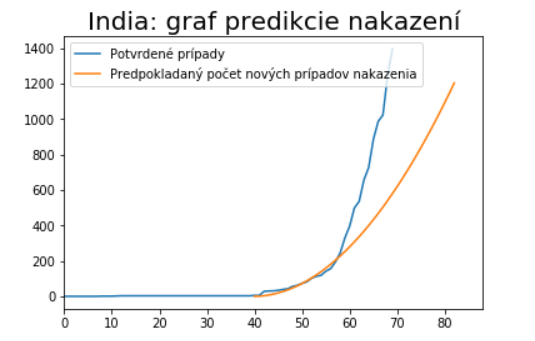 India: graf predikcie nakazení
Potvrdené prípady
Predpokladaný počet nových prípadov nakazenia
1400
1200
1000
800
600
400
200
0
0 10 20 30 40 50 60 70 80